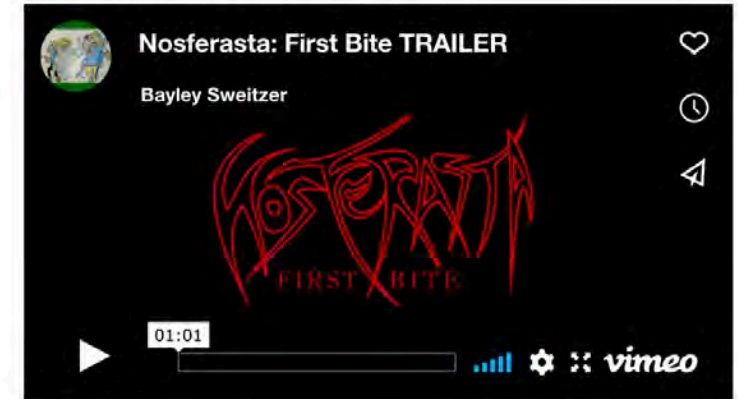 Nosferasta: First Bite TRAILER
Bayley Sweitzer
NOSFERASTA
FIRST BITE
01:01
vimeo